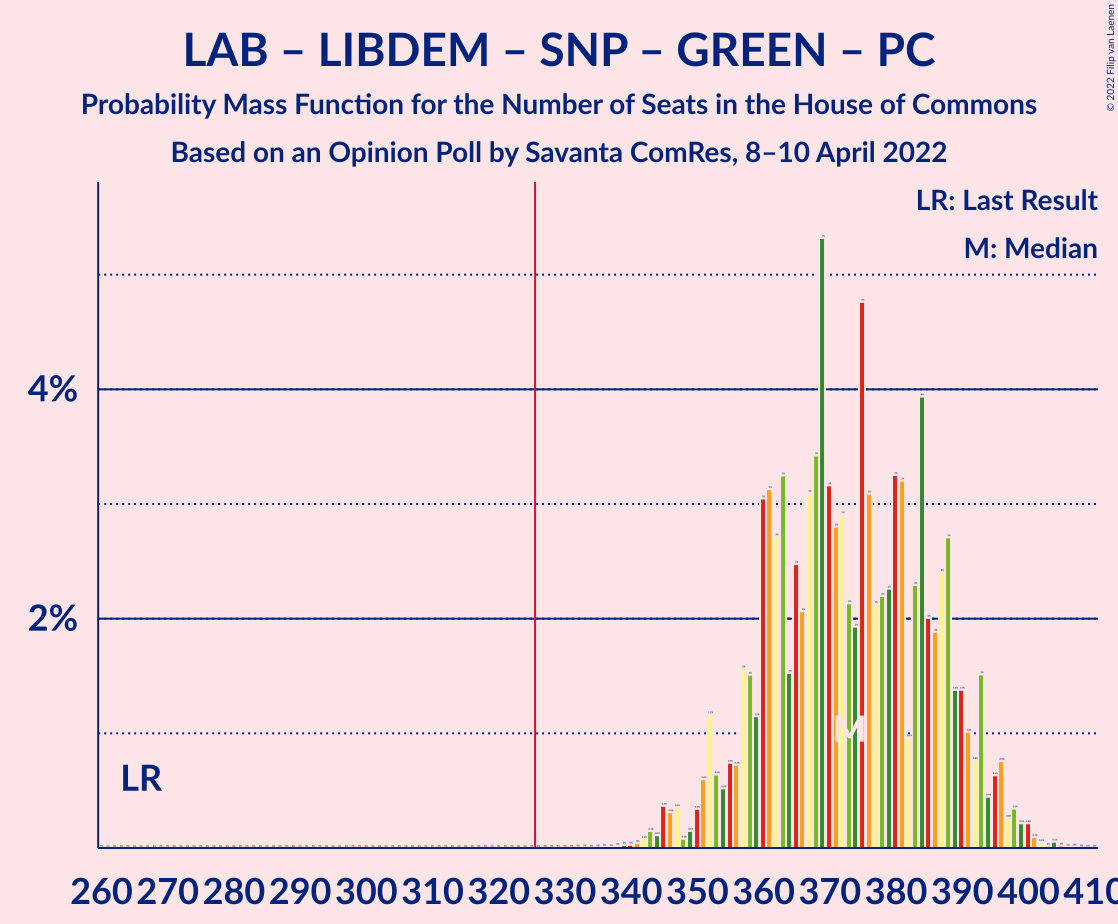 LAB – LIBDEM – SNP – GREEN – PC
Probability Mass Function for the Number of Seats in the House of Commons
Based on an Opinion Poll by Savanta ComRes, 8–10 April 2022
© 2022 Filip van Laenen
LR: Last Result
M: Median
4%
2%
M
LR
260 270 280 290 300 310 320 330 340 350 360 370 380 390 400 410